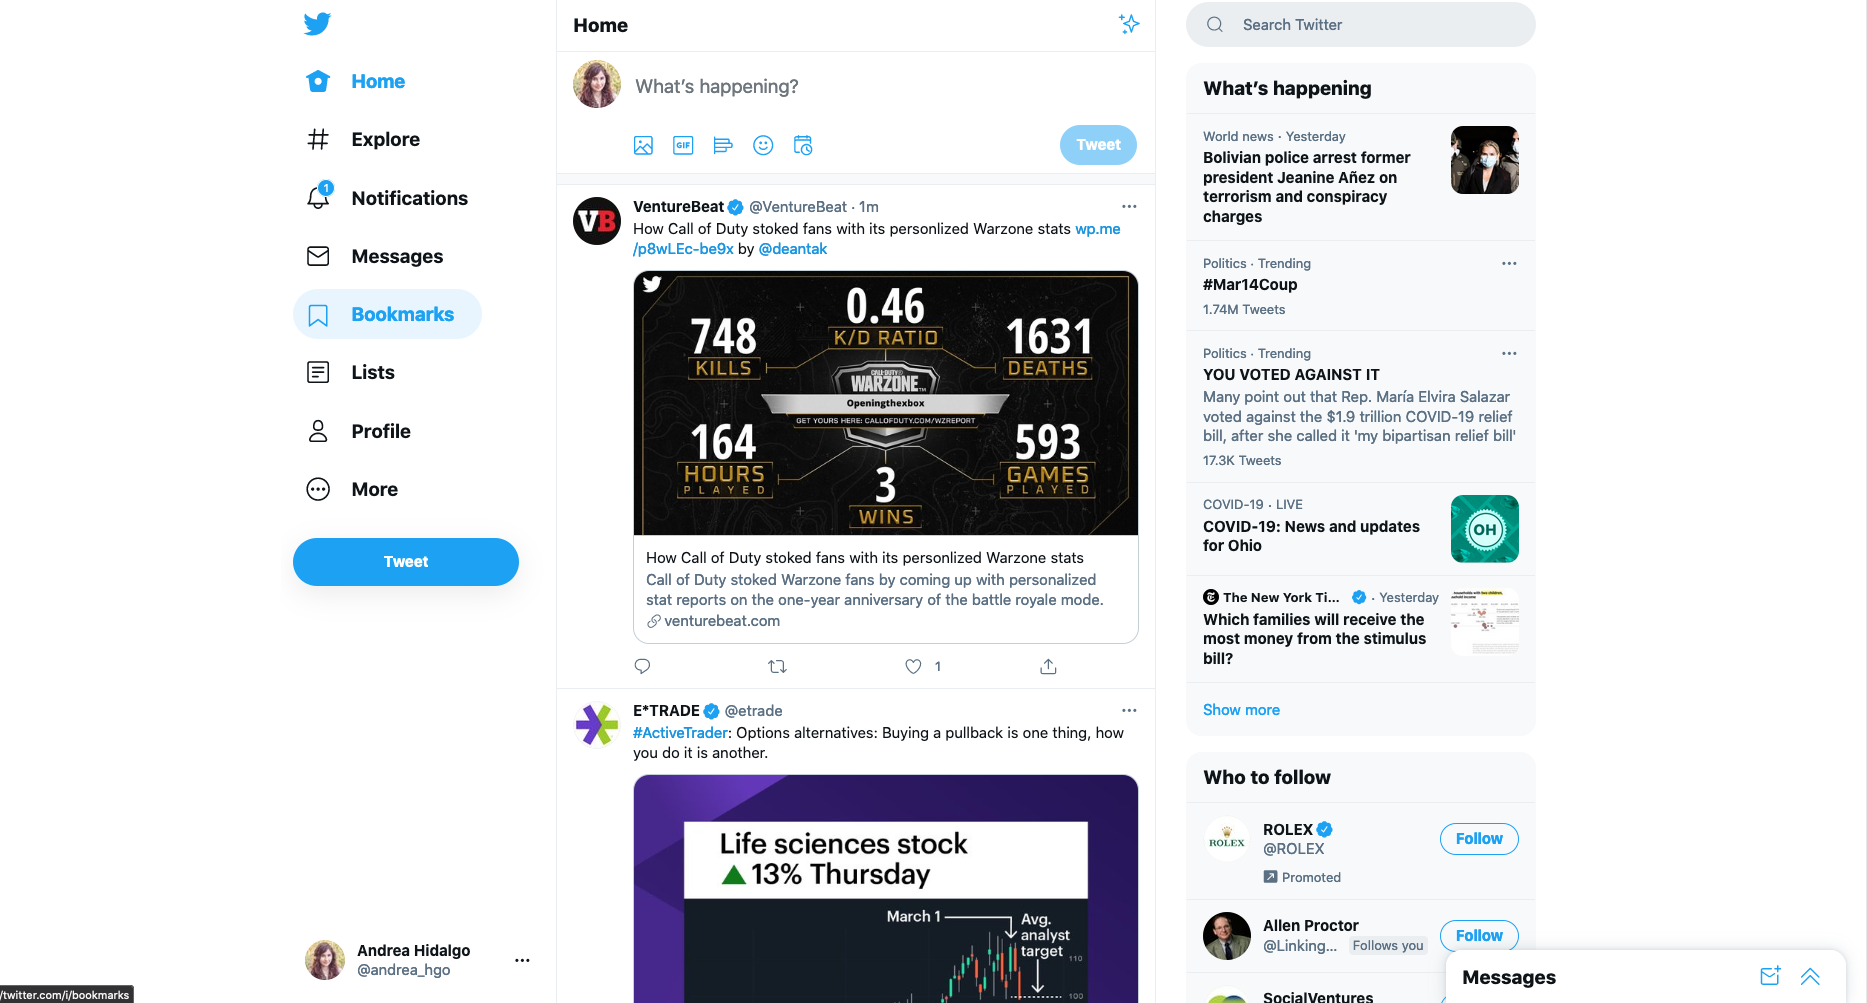 Home
Explore
1
Notifications
Messages
Bookmarks
Lists
Profile
More
Tweet
Andrea Hidalgo
@andrea_hgo
/twitter.com/i/bookmarks
Home
What's happening?
GIF
Tweet
VB
VentureBeat @VentureBeat · 1m
How Call of Duty stoked fans with its personlized Warzone stats wp.me
/p8wLEc-be9x by @deantak
748
KILLS
0.46
K/D RATIO
1631
DEATHS
CALL OF DUTY
WARZONE
Openingthexbox
GET YOURS HERE: CALLOFDUTY.COM/WZREPORT
164
HOURS
PLAYED
3
WINS
593
GAMES
PLAYED
How Call of Duty stoked fans with its personlized Warzone stats
Call of Duty stoked Warzone fans by coming up with personalized
stat reports on the one-year anniversary of the battle royale mode.
venturebeat.com
1
E*TRADE @etrade
#ActiveTrader: Options alternatives: Buying a pullback is one thing, how
you do it is another.
Life sciences stock
▲13% Thursday
March 1
Avg.
analyst
target
110
100
Search Twitter
What's happening
World news · Yesterday
Bolivian police arrest former
president Jeanine Añez on
terrorism and conspiracy
charges
Politics · Trending
#Mar14Coup
1.74M Tweets
Politics · Trending
YOU VOTED AGAINST IT
Many point out that Rep. María Elvira Salazar
voted against the $1.9 trillion COVID-19 relief
bill, after she called it 'my bipartisan relief bill'
17.3K Tweets
COVID-19 · LIVE
COVID-19: News and updates
for Ohio
OH
The New York Ti... · Yesterday
Which families will receive the
most money from the stimulus
bill?
Show more
Who to follow
ROLEX
ROLEX
@ROLEX
Follow
Promoted
Allen Proctor
@Linking... Follows you
Follow
SocialVentures
Messages